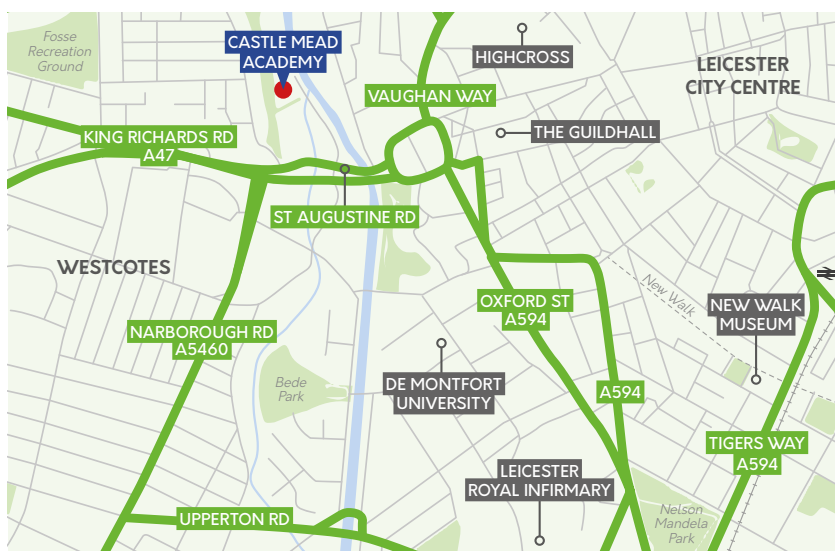 Fosse
Recreation
Ground
CASTLE MEAD
ACADEMY
HIGHCROSS
LEICESTER
CITY CENTRE
VAUGHAN WAY
KING RICHARDS RD
A47
THE GUILDHALL
ST AUGUSTINE RD
WESTCOTES
New Walk
OXFORD ST
A594
NEW WALK
MUSEUM
NARBOROUGH RD
A5460
Bede
Park
DE MONTFORT
UNIVERSITY
A594
TIGERS WAY
A594
LEICESTER
ROYAL INFIRMARY
UPPERTON RD
Nelson
Mandela
Park